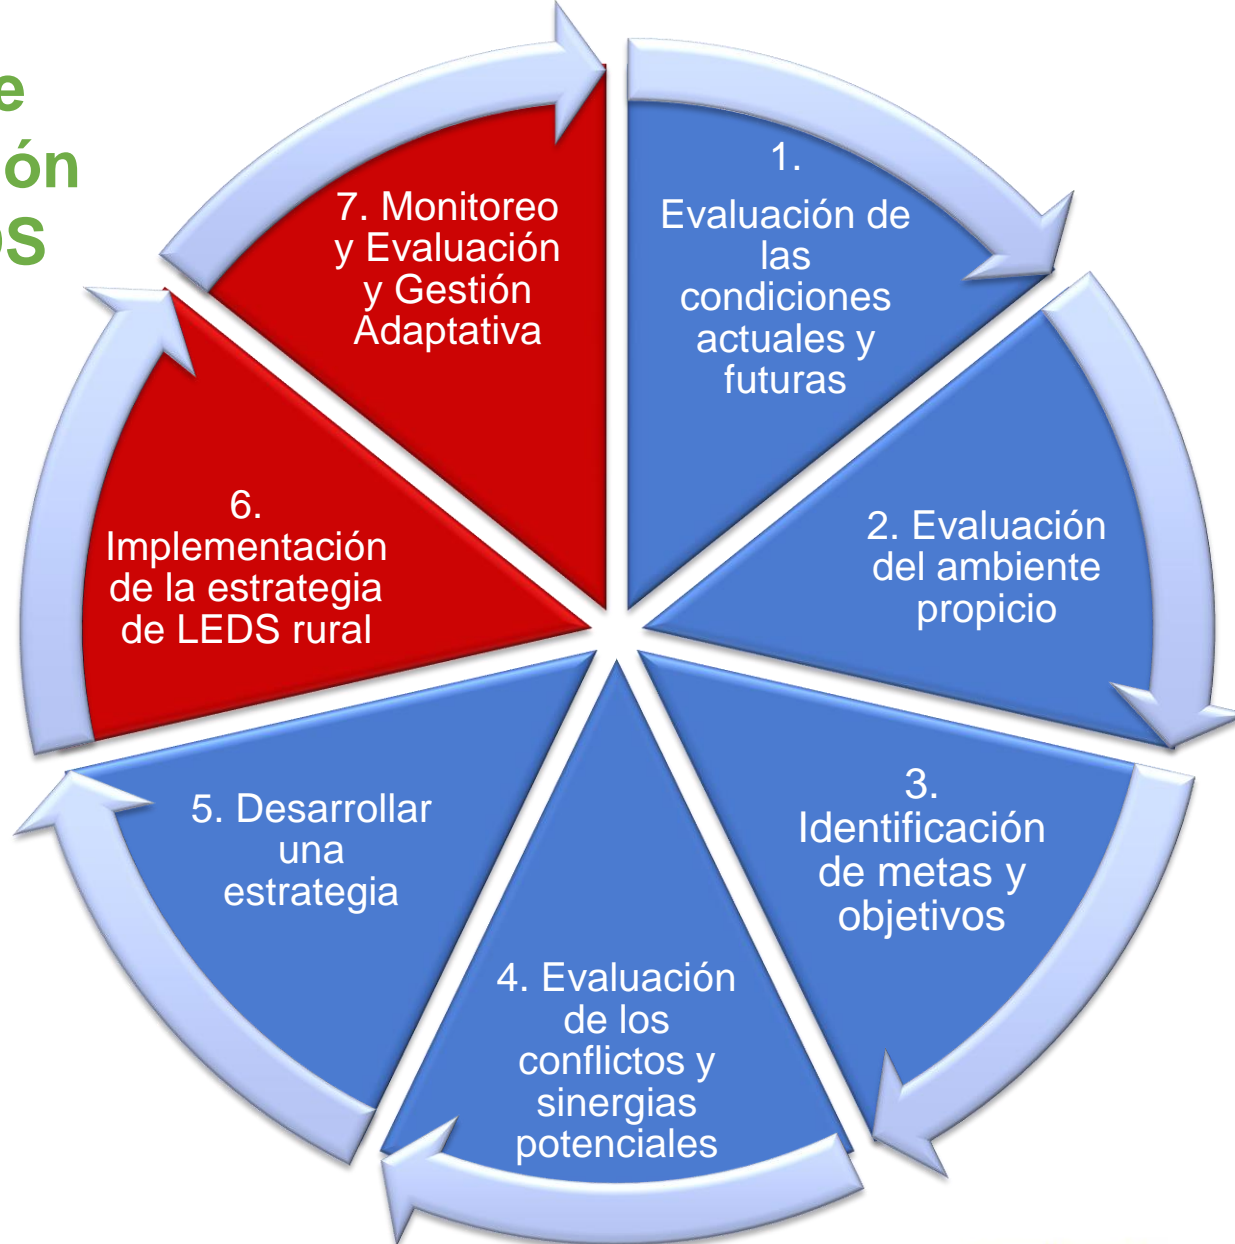 e
ón
OS
1.
Evaluación de
las
condiciones
actuales y
futuras
2. Evaluación
del ambiente
propicio
3.
Identificación
de metas y
objetivos
4. Evaluación
de los
conflictos y
sinergias
potenciales
5. Desarrollar
una
estrategia
6.
Implementación
de la estrategia
de LEDS rural
7. Monitoreo
y Evaluación
y Gestión
Adaptativa